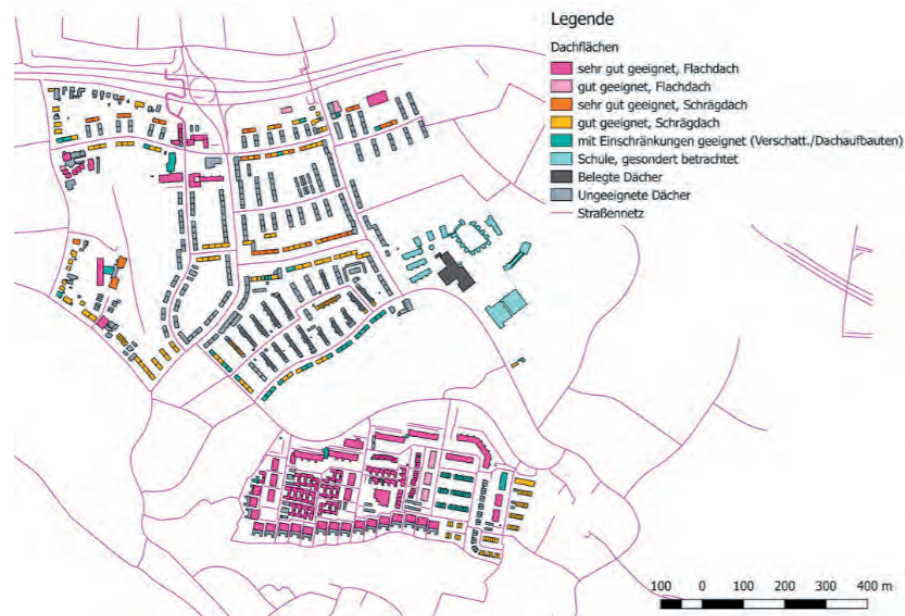 Legende
Dachflächen
sehr gut geeignet, Flachdach
gut geeignet, Flachdach
sehr gut geeignet, Schrägdach
gut geeignet, Schrägdach
mit Einschränkungen geeignet (Verschatt./Dachaufbauten)
Schule, gesondert betrachtet
Belegte Dächer
Ungeeignete Dächer
Straßennetz
100 0 100 200 300 400 m